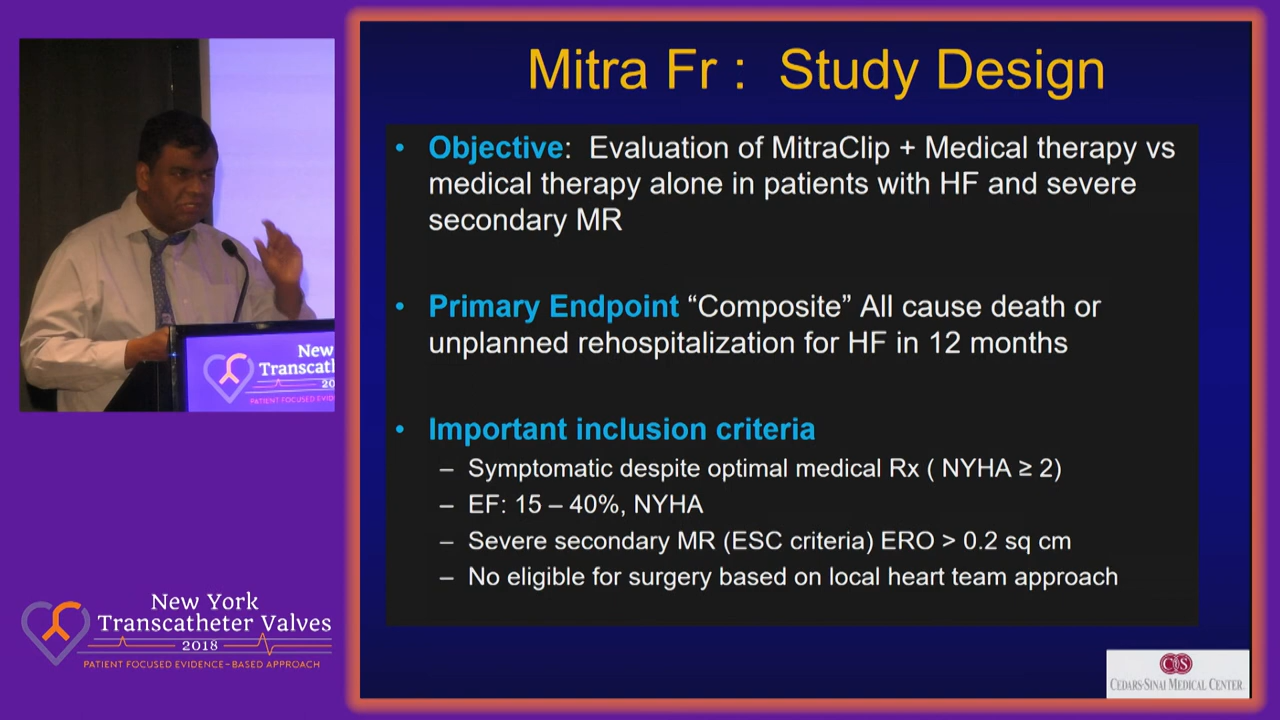 Mitra Fr : Study Design
• Objective: Evaluation of MitraClip + Medical therapy vs
medical therapy alone in patients with HF and severe
secondary MR
• Primary Endpoint “Composite” All cause death or
unplanned rehospitalization for HF in 12 months
• Important inclusion criteria
– Symptomatic despite optimal medical Rx ( NYHA ≥ 2)
– EF: 15 – 40%, NYHA
– Severe secondary MR (ESC criteria) ERO > 0.2 sq cm
– No eligible for surgery based on local heart team approach
CEDARS-SINAI MEDICAL CENTER
New
Transcat
20
PATIENT FOCUSED EVID
New York
Transcatheter Valves
2018
PATIENT FOCUSED EVIDENCE-BASED APPROACH